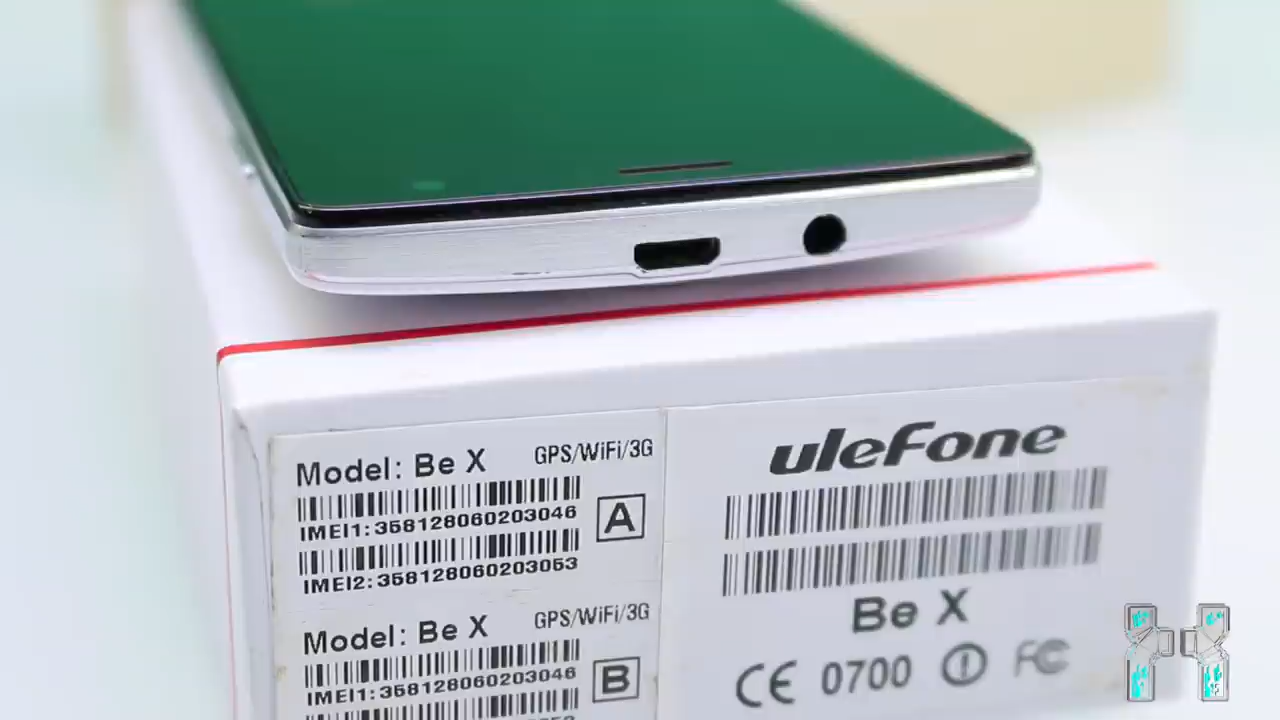 Model: Be X GPS/WiFi/3G
IMEI1: 358128060203046
A
IMEI2: 358128060203053
Model: Be X GPS/WiFi/3G
IMEI1: 358128060203046
B
uleFone
Be X
CE 0700 FC